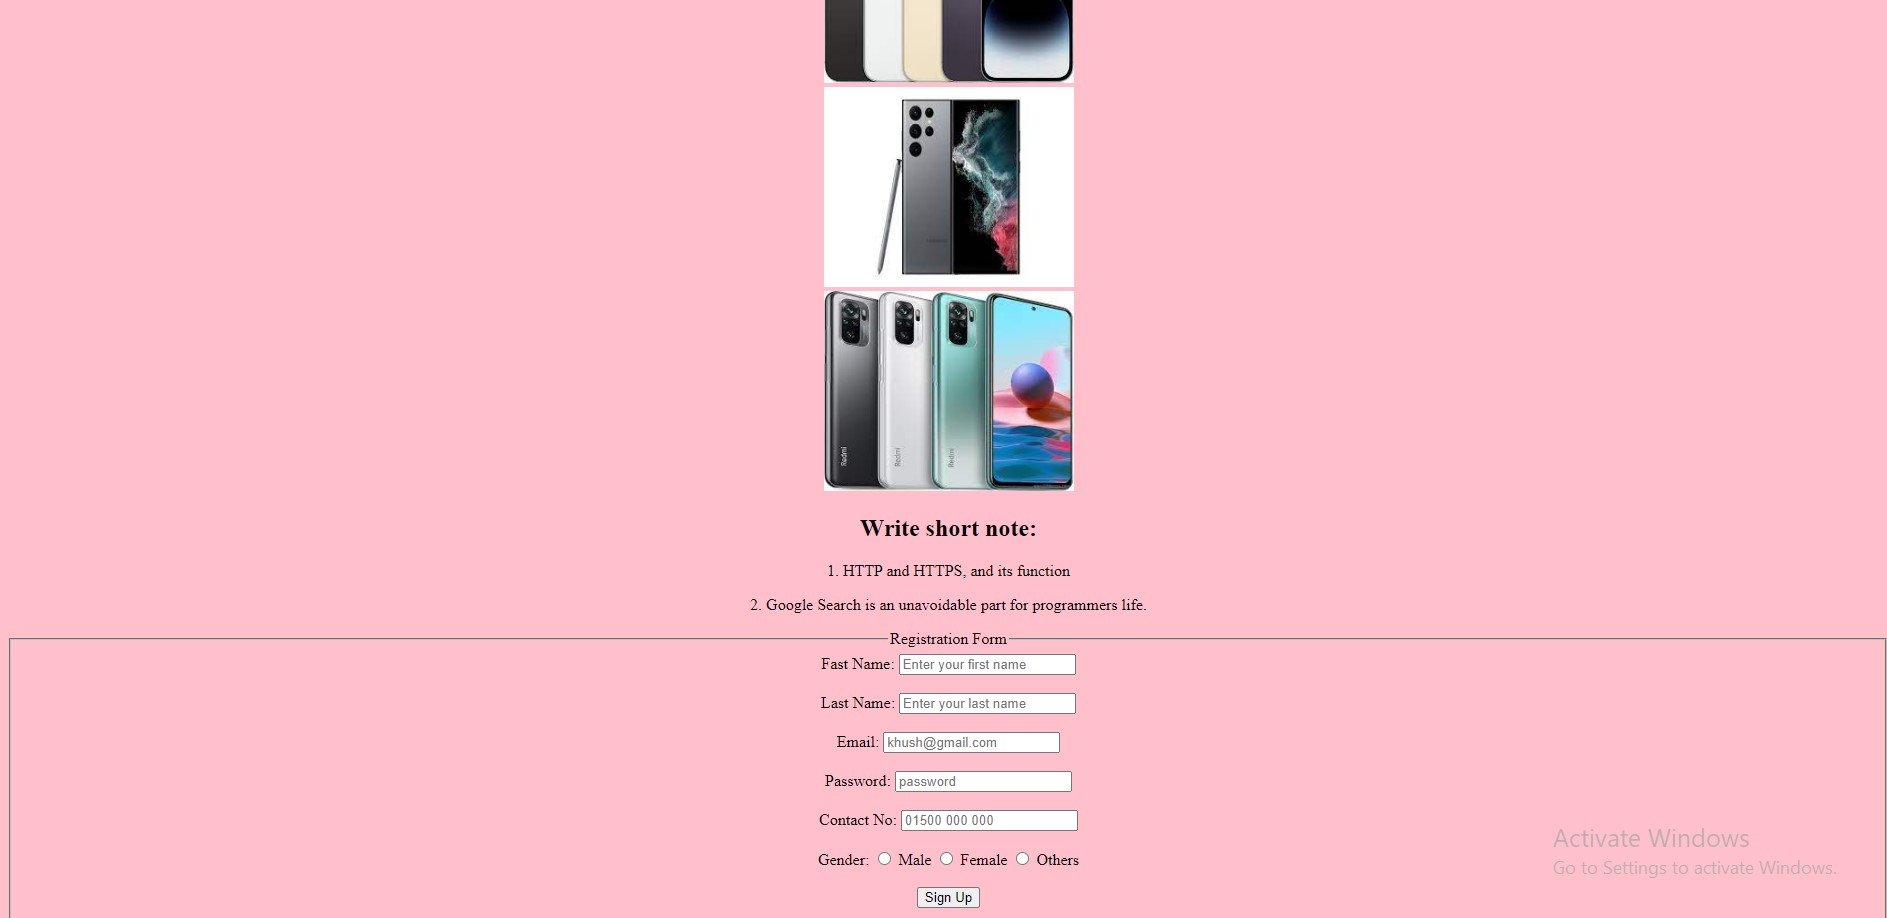 Redmi Redmi Redmi
Write short note:
1. HTTP and HTTPS, and its function
2. Google Search is an unavoidable part for programmers life.
Registration Form
Fast Name: Enter your first name
Last Name: Enter your last name
Email: khush@gmail.com
Password: password
Contact No: 01500 000 000
Gender: Male Female Others
Sign Up
Activate Windows
Go to Settings to activate Windows.